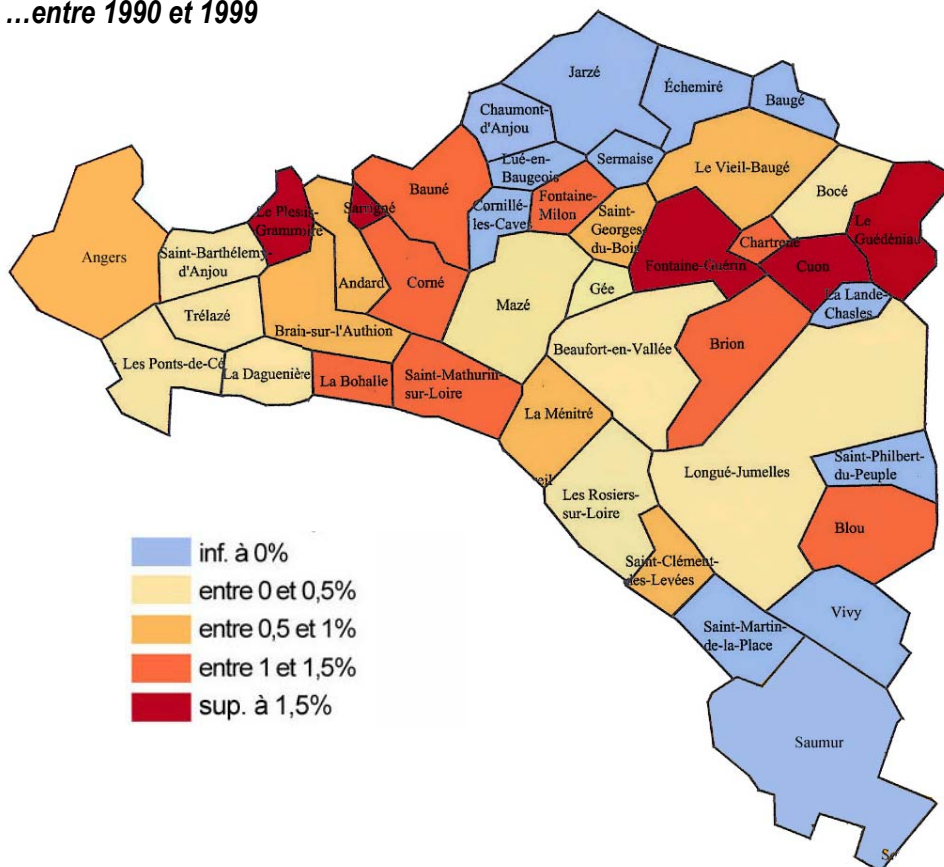 ...entre 1990 et 1999
Jarzé
Échemiré
Baugé
Chaumont-
d'Anjou
Lué-en-
Baugeois
Sermaise
Le Vieil-Baugé
Bocé
Bauné
Fontaine-
Milon
Cornillé-
les-Caves
Saint-
Georges-
du-Bois
Le
Guédéniau
Le Plessis-
Grammoire
Sarrigné
Chartrené
Saint-Barthélemy-
d'Anjou
Angers
Fontaine-Guérin
Cuon
Andard
Corné
Gée
Mazé
La Lande-
Chasles
Trélazé
Brain-sur-l'Authion
Brion
Beaufort-en-Vallée
Les Ponts-de-Cé
La Daguenière
La Bohalle
Saint-Mathurin-
sur-Loire
La Ménitré
Saint-Philbert-
du-Peuple
Longué-Jumelles
Les Rosiers-
sur-Loire
Blou
Saint-Clément-
des-Levées
Vivy
Saint-Martin-
de-la-Place
Saumur
inf. à 0%
entre 0 et 0,5%
entre 0,5 et 1%
entre 1 et 1,5%
sup. à 1,5%